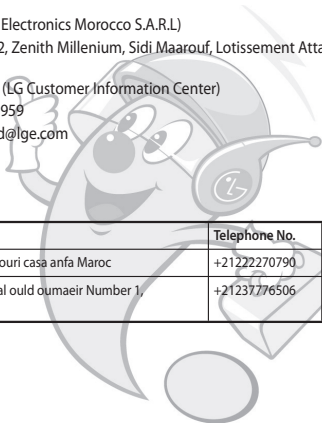 Electronics Morocco S.A.R.L)
2, Zenith Millenium, Sidi Maarouf, Lotissement Atta
(LG Customer Information Center)
959
d@lge.com
LG
Telephone No.
ouri casa anfa Maroc +21222270790
al ould oumaeir Number 1, +21237776506